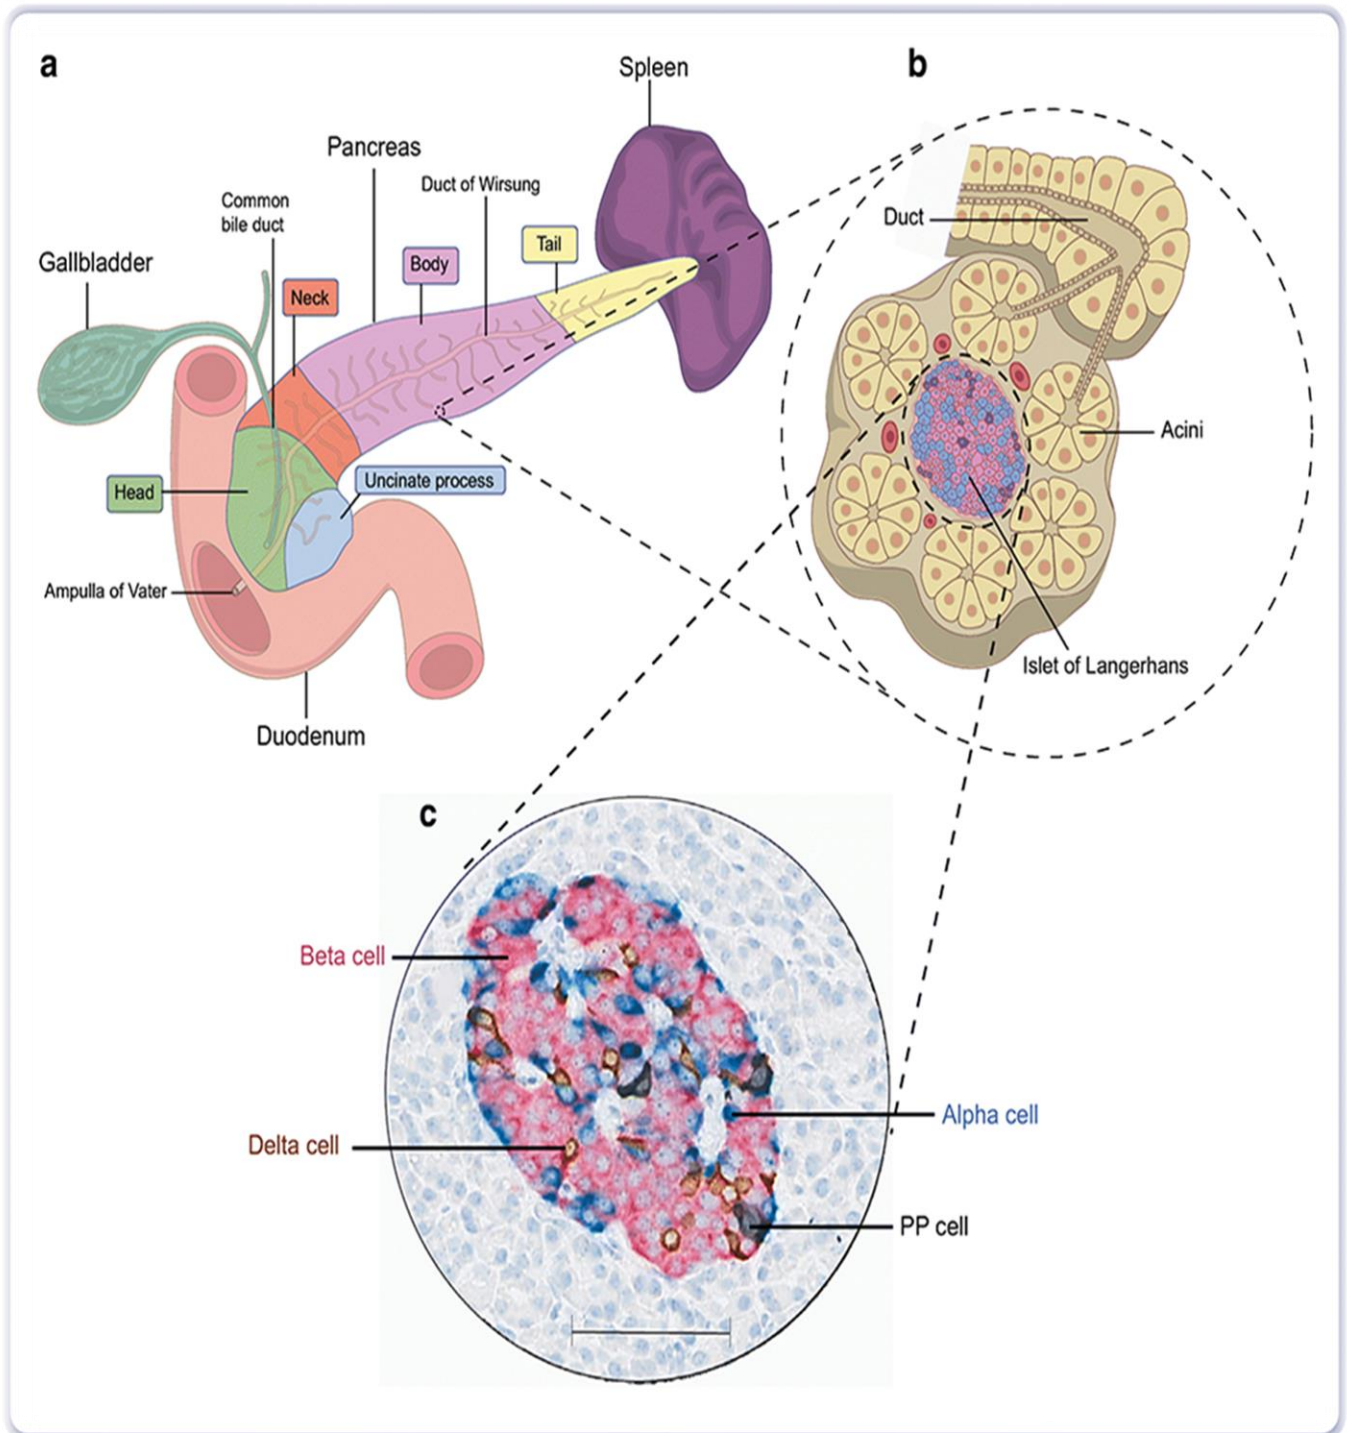 a
Spleen
b
Pancreas
Duct of Wirsung
Common
bile duct
Duct
Tail
Body
Gallbladder
Neck
Acini
Uncinate process
Head
Ampulla of Vater
Islet of Langerhans
Duodenum
c
Beta cell
Alpha cell
Delta cell
PP cell